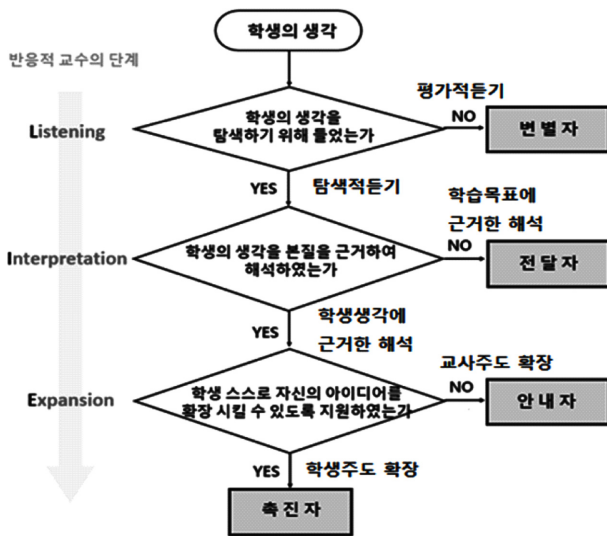 학생의 생각
반응적 교수의 단계
Listening
학생의 생각을
탐색하기 위해 들었는가
평가적듣기
NO
변별자
YES
탐색적듣기
Interpretation
학생의 생각을 본질을 근거하여
해석하였는가
학습목표에
근거한 해석
NO
전달자
YES
학생생각에
근거한 해석
Expansion
학생 스스로 자신의 아이디어를
확장 시킬 수 있도록 지원하였는가
교사주도 확장
NO
안내자
YES
학생주도 확장
촉진자